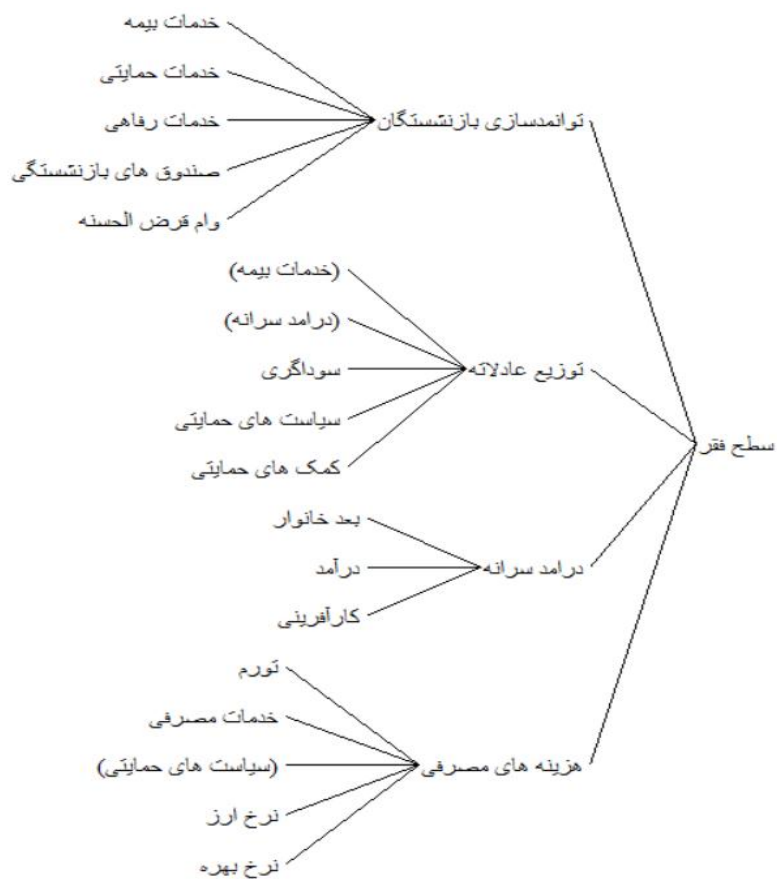 خدمات بیمه
خدمات حمایتی
خدمات رفاهی
توانمدسازی بازنشستگان
صندوق های بازنشستگی
وام قرض الحسنه
(خدمات بیمه)
(درامد سرانه)
سوداگری
توزیع عادلانه
سیاست های حمایتی
کمک های حمایتی
سطح فقر
بعد خانوار
درآمد
درامد سرانه
کارآفرینی
تورم
خدمات مصرفی
(سیاست های حمایتی)
هزینه های مصرفی
نرخ ارز
نرخ بهره